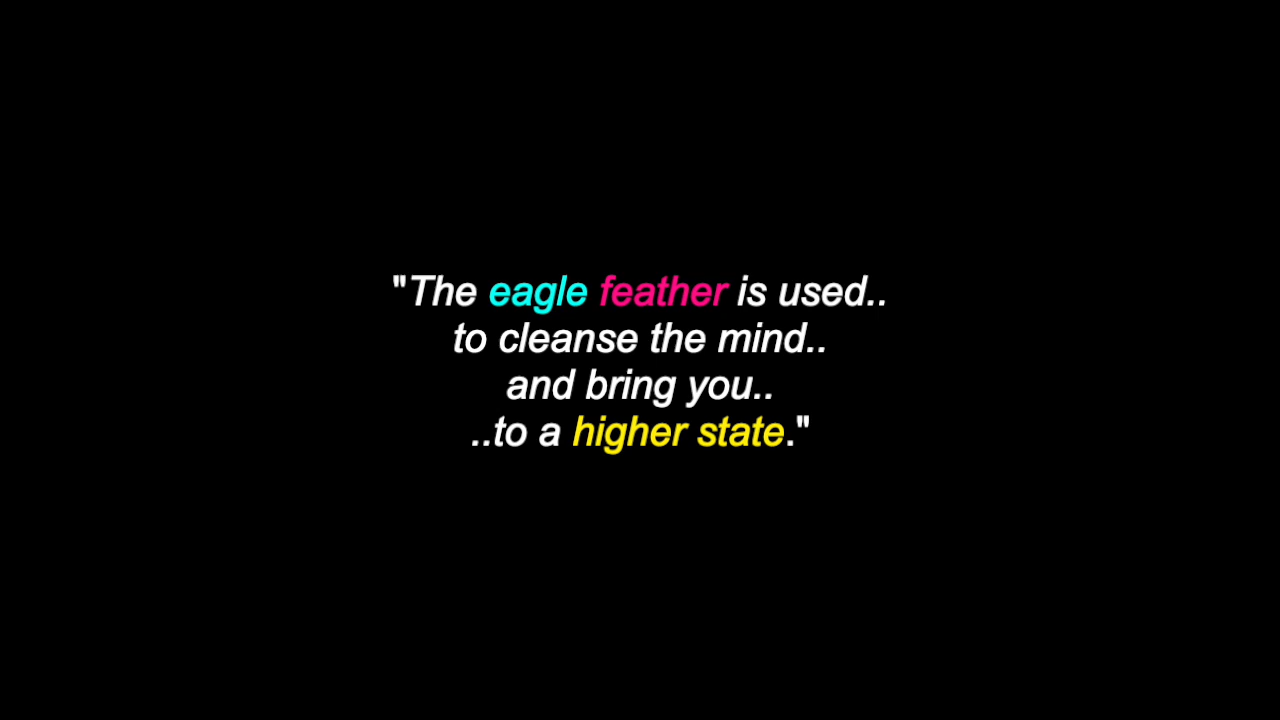 "The eagle feather is used..
to cleanse the mind..
and bring you..
..to a higher state."